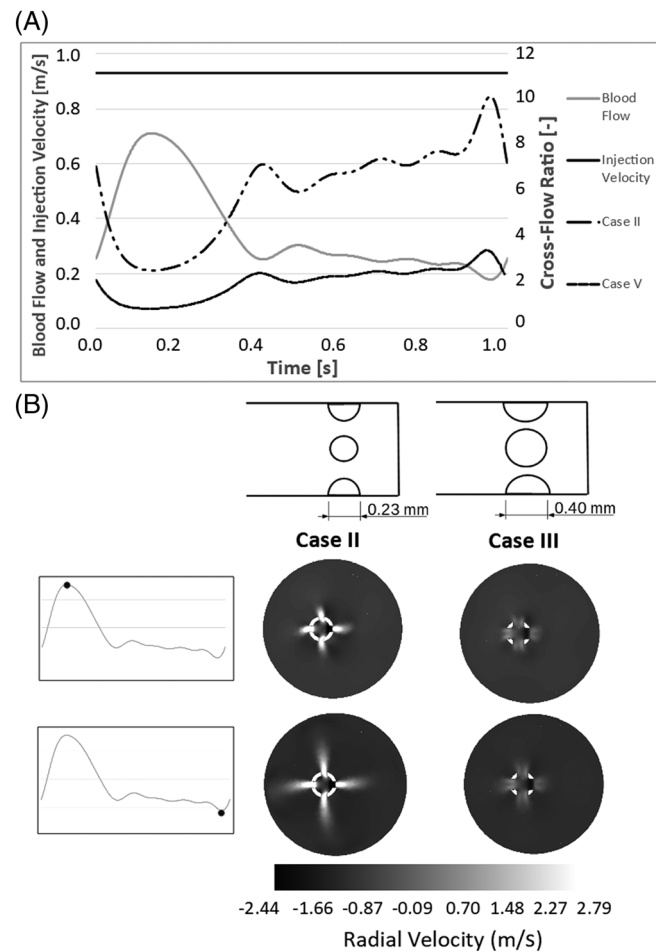 (A)
Blood Flow and Injection Velocity [m/s]
1.0
0.8
0.6
0.4
0.2
0.0
0.0 0.2 0.4 0.6 0.8 1.0
Time [s]
12
10
8
6
4
2
0
Cross-Flow Ratio [-]
Blood
Flow
Injection
Velocity
Case II
Case V
(B)
0.23 mm
0.40 mm
Case II
Case III
-2.44 -1.66 -0.87 -0.09 0.70 1.48 2.27 2.79
Radial Velocity (m/s)